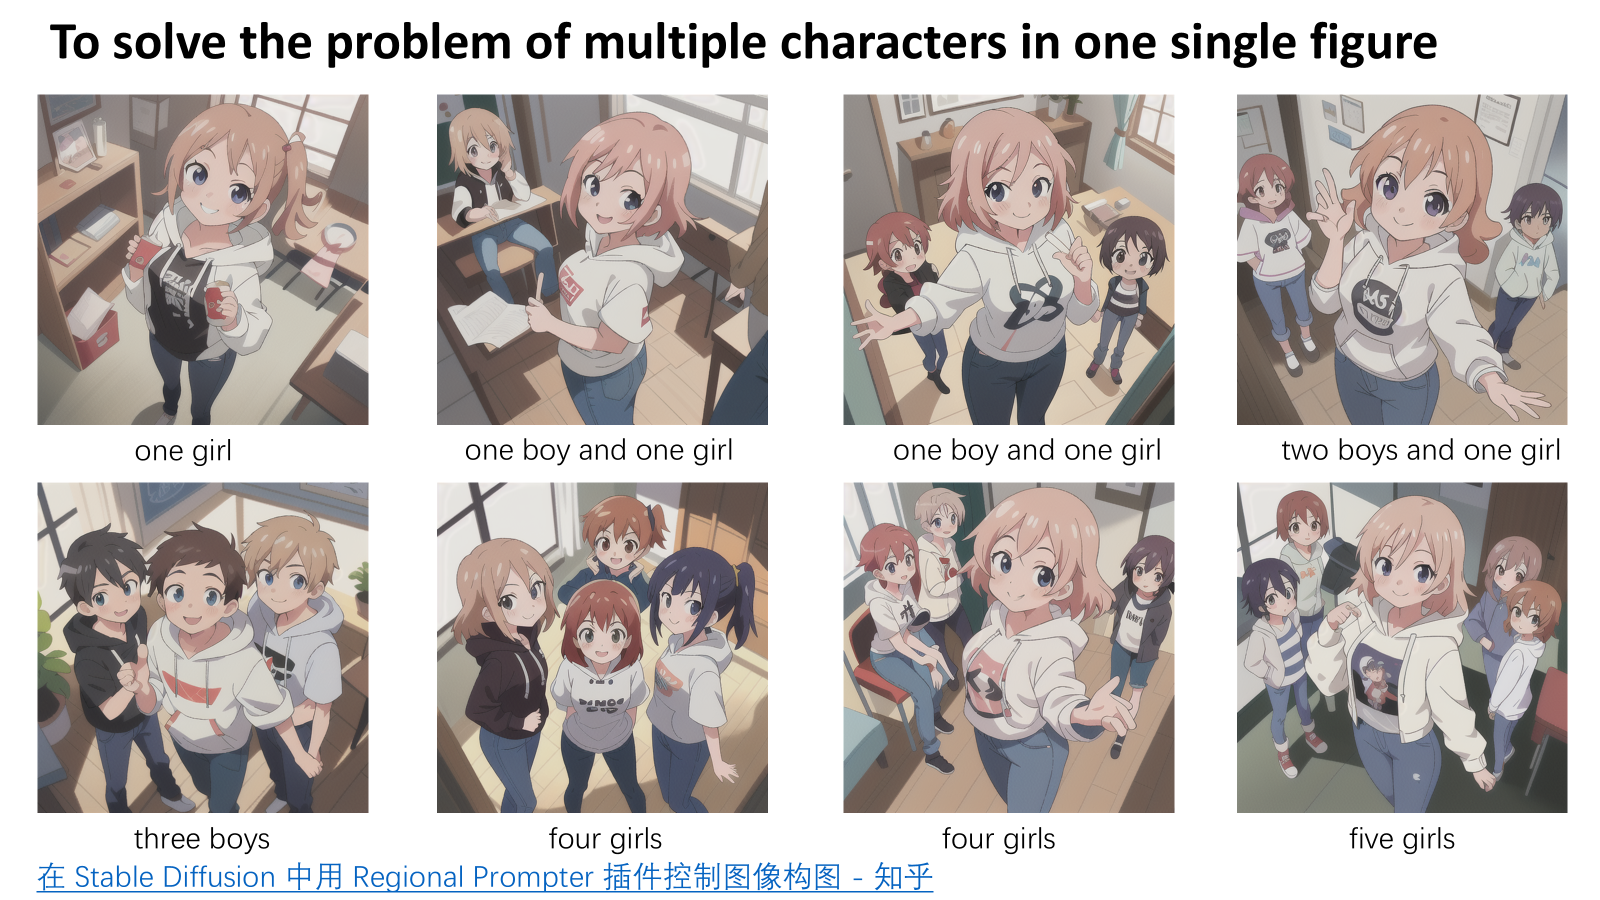 To solve the problem of multiple characters in one single figure
one girl
one boy and one girl
one boy and one girl
two boys and one girl
three boys
four girls
four girls
five girls
在 Stable Diffusion 中用 Regional Prompter 插件控制图像构图 - 知乎